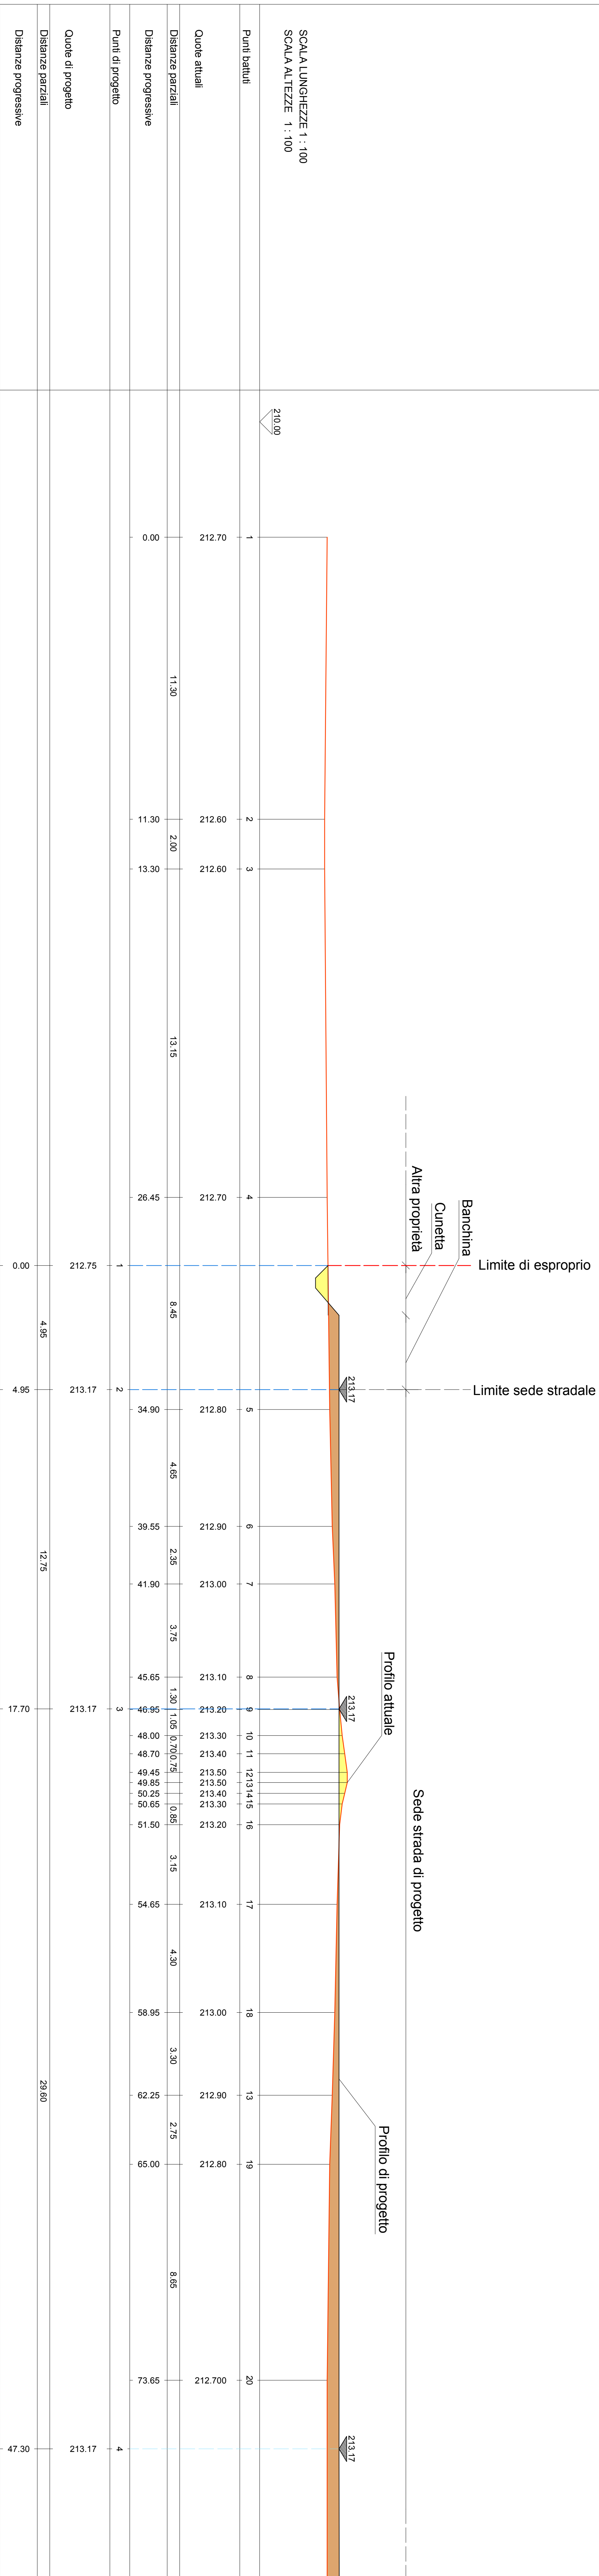 SCALA LUNGHEZZE 1 : 100
SCALA ALTEZZE 1 : 100
210.00
Altra proprietà
Cunetta
Banchina
Limite di esproprio
Limite sede stradale
Sede strada di progetto
Profilo attuale
Profilo di progetto
213.17
213.17
213.17
Punti battuti
1 2 3 4 5 6 7 8 9 10 11 12 13 14 15 16 17 18 13 19 20
Quote attuali
212.70 212.60 212.60 212.70 212.80 212.90 213.00 213.10 213.20 213.30 213.40 213.50 213.50 213.40 213.30 213.20 213.10 213.00 212.90 212.80 212.700
Distanze parziali
11.30 2.00 13.15 8.45 4.65 2.35 3.75 1.30 1.05 0.70 0.75 0.85 3.15 4.30 3.30 2.75 8.65
Distanze progressive
0.00 11.30 13.30 26.45 34.90 39.55 41.90 45.65 46.95 48.00 48.70 49.45 49.85 50.25 50.65 51.50 54.65 58.95 62.25 65.00 73.65
Punti di progetto
1 2 3 4
Quote di progetto
212.75 213.17 213.17 213.17
Distanze parziali
4.95 12.75 29.60
Distanze progressive
0.00 4.95 17.70 47.30